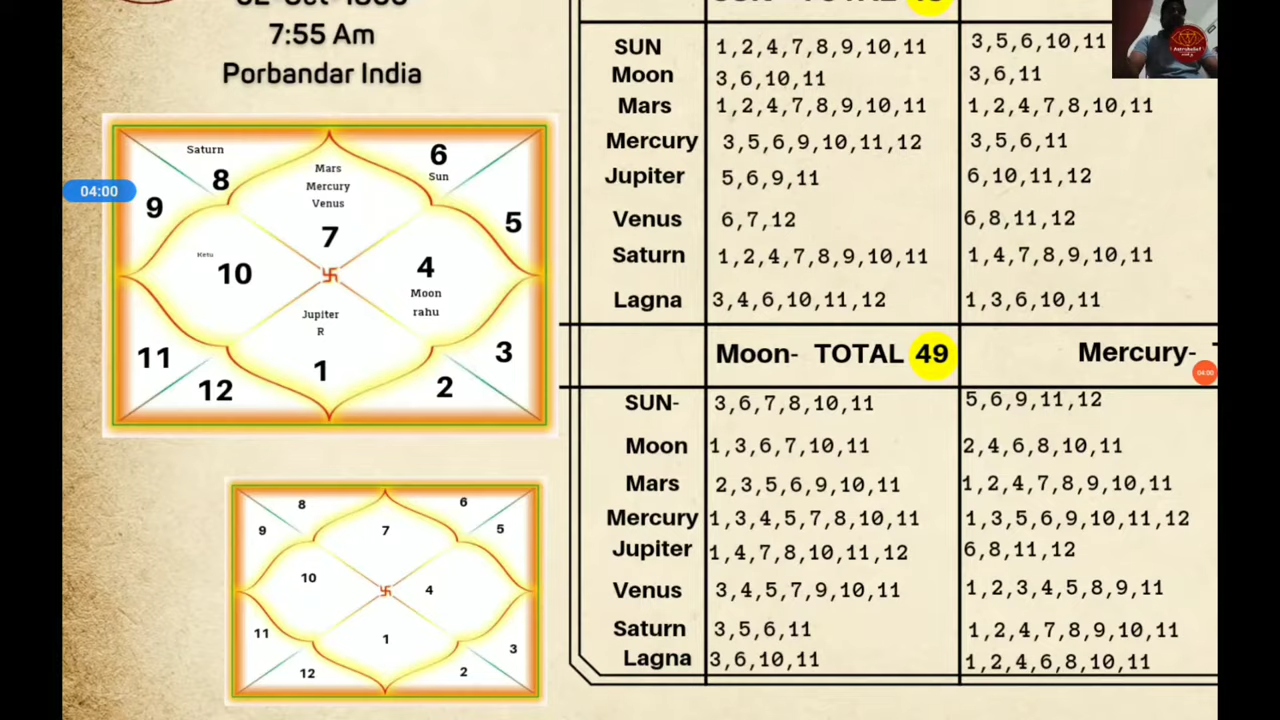 7:55 Am
Porbandar India
Saturn
8
Mars
Mercury
Venus
7
6
Sun
04:00
9
5
10
4
Moon
rahu
Jupiter
R
1
11
12
3
2
8
6
9
7
5
10
4
11
1
3
12
2
SUN 1,2,4,7,8,9,10,11 3,5,6,10,11
Moon 3,6,10,11 3,6,11
Mars 1,2,4,7,8,9,10,11 1,2,4,7,8,10,11
Mercury 3,5,6,9,10,11,12 3,5,6,11
Jupiter 5,6,9,11 6,10,11,12
Venus 6,7,12 6,8,11,12
Saturn 1,2,4,7,8,9,10,11 1,4,7,8,9,10,11
Lagna 3,4,6,10,11,12 1,3,6,10,11
Moon- TOTAL 49 Mercury-
04:00
SUN- 3,6,7,8,10,11 5,6,9,11,12
Moon 1,3,6,7,10,11 2,4,6,8,10,11
Mars 2,3,5,6,9,10,11 1,2,4,7,8,9,10,11
Mercury 1,3,4,5,7,8,10,11 1,3,5,6,9,10,11,12
Jupiter 1,4,7,8,10,11,12 6,8,11,12
Venus 3,4,5,7,9,10,11 1,2,3,4,5,8,9,11
Saturn 3,5,6,11 1,2,4,7,8,9,10,11
Lagna 3,6,10,11 1,2,4,6,8,10,11